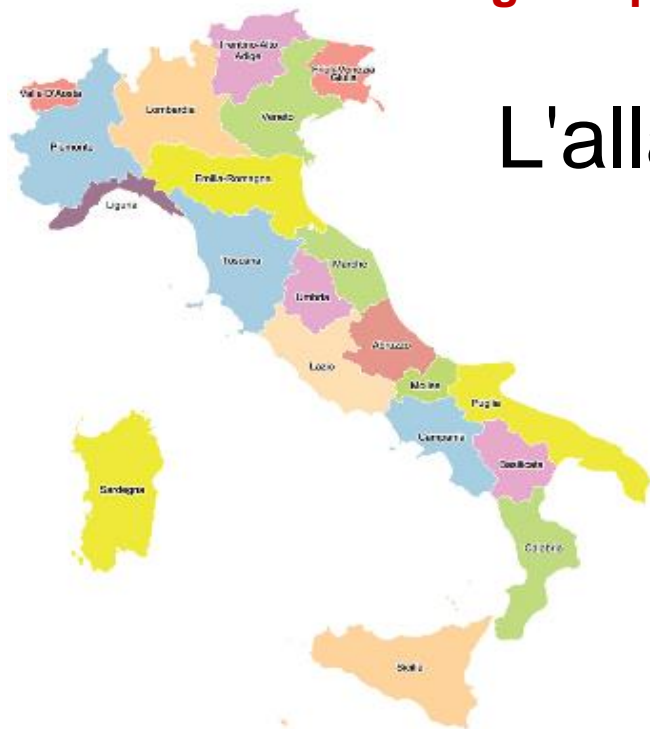 Trentino-Alto
Adige
Friuli-Venezia
Giulia
Valle D'Aosta
Lombardia
Veneto
Piemonte
L'alla
Emilia-Romagna
Liguria
Toscana
Marche
Umbria
Abruzzo
Lazio
Molise
Puglia
Campania
Basilicata
Sardegna
Calabria
Sicilia